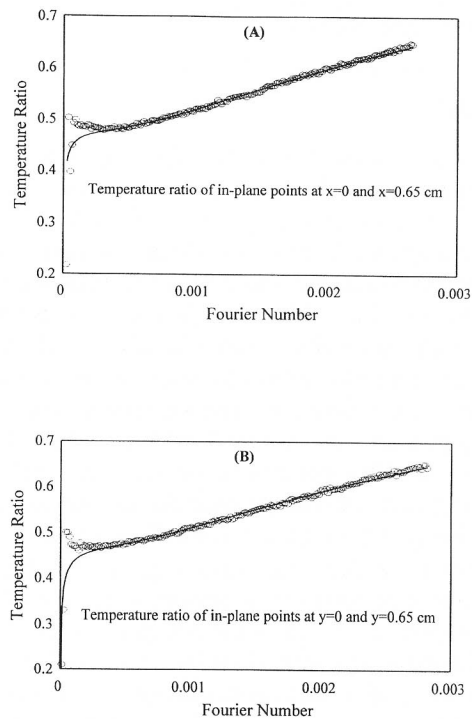 (A)
0.7
0.6
0.5
0.4
0.3
0.2
Temperature Ratio
Temperature ratio of in-plane points at x=0 and x=0.65 cm
0
0.001
0.002
0.003
Fourier Number
(B)
0.7
0.6
0.5
0.4
0.3
0.2
Temperature Ratio
Temperature ratio of in-plane points at y=0 and y=0.65 cm
0
0.001
0.002
0.003
Fourier Number